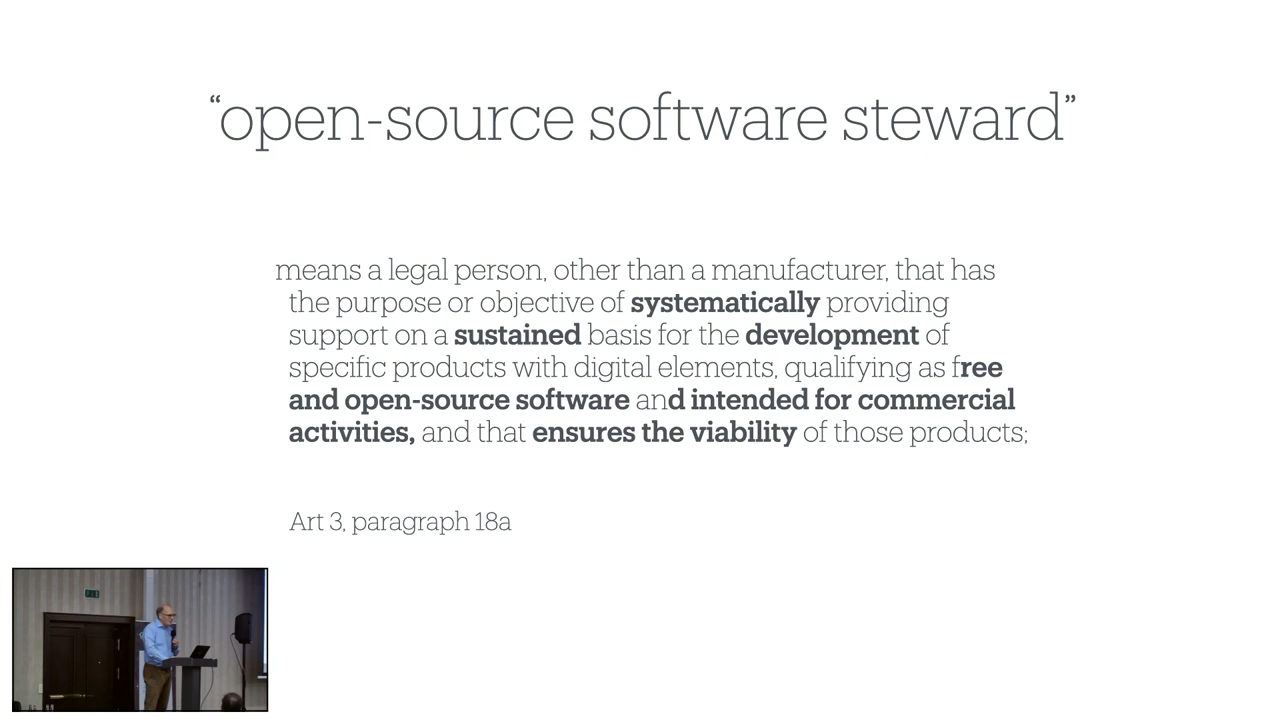 “open-source software steward”
means a legal person, other than a manufacturer, that has
the purpose or objective of systematically providing
support on a sustained basis for the development of
specific products with digital elements, qualifying as free
and open-source software and intended for commercial
activities, and that ensures the viability of those products;
Art 3, paragraph 18a